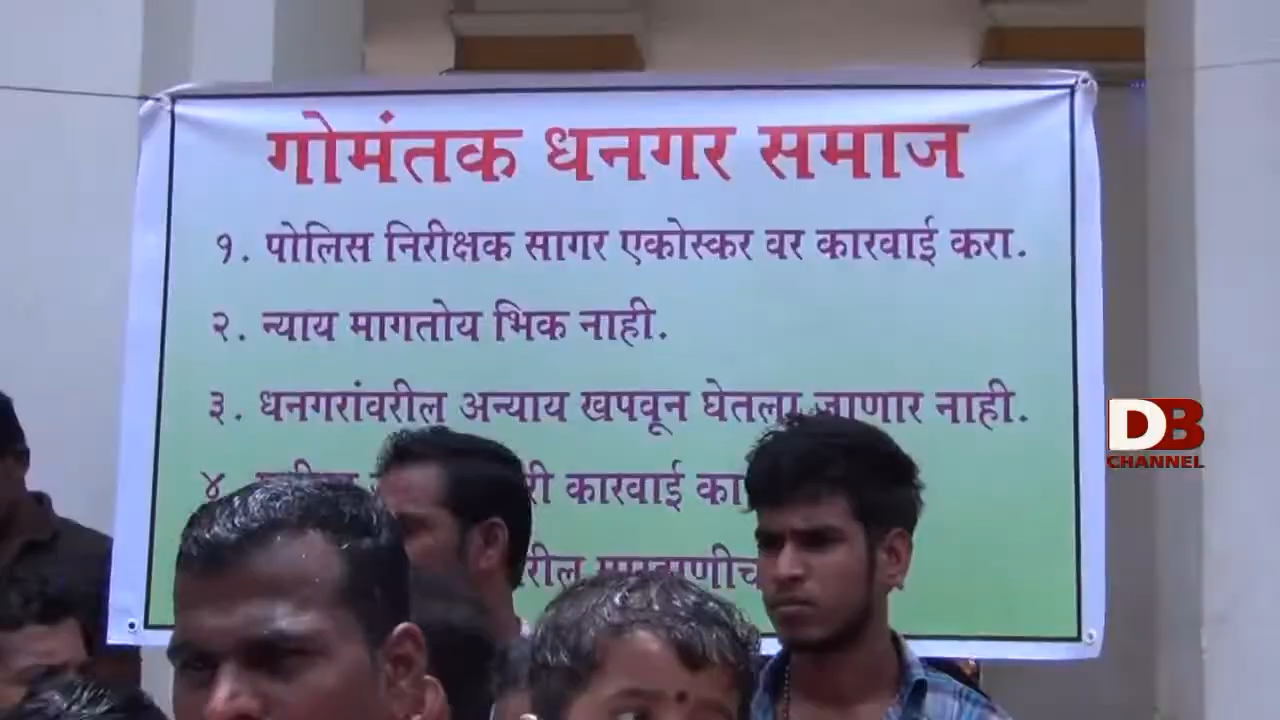 गोमंतक धनगर समाज
१. पोलिस निरीक्षक सागर एकोस्कर वर कारवाई करा.
२. न्याय मागतोय भिक नाही.
३. धनगरांवरील अन्याय खपवून घेतला जाणार नाही.
४ कारवाई
DB
CHANNEL